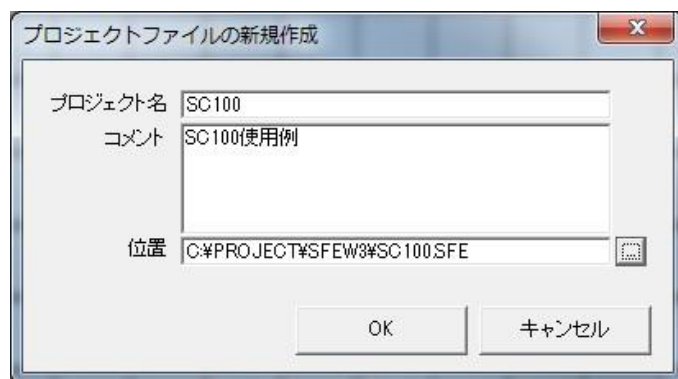 プロジェクトファイルの新規作成
プロジェクト名 SC100
コメント SC100使用例
位置 C:¥PROJECT¥SFEW3¥SC100.SFE ...
OK キャンセル